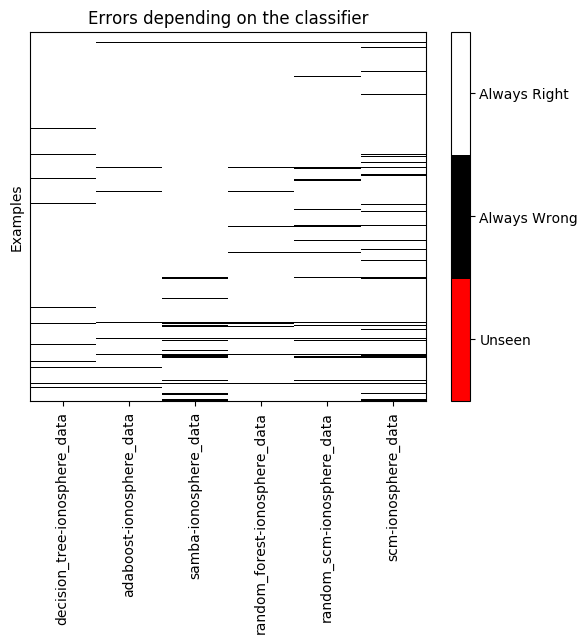 Errors depending on the classifier
Examples
Always Right
Always Wrong
Unseen
decision_tree-ionosphere_data
adaboost-ionosphere_data
samba-ionosphere_data
random_forest-ionosphere_data
random_scm-ionosphere_data
scm-ionosphere_data